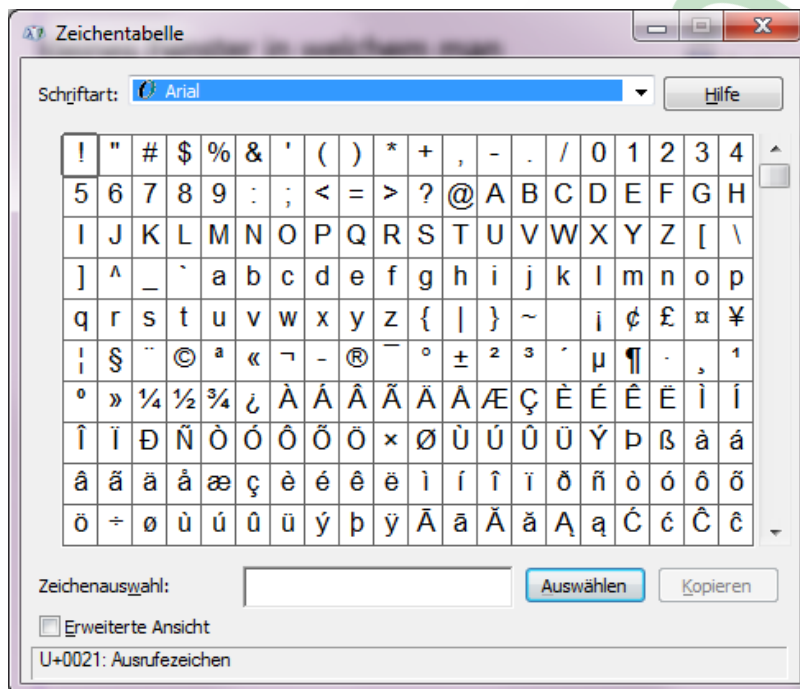 Zeichentabelle
Schriftart: Arial Hilfe
! " # $ % & ' ( ) * + , - . / 0 1 2 3 4
5 6 7 8 9 : ; < = > ? @ A B C D E F G H
I J K L M N O P Q R S T U V W X Y Z [ \
] ^ _ ` a b c d e f g h i j k l m n o p
q r s t u v w x y z { | } ~ ¡ ¢ £ ¤ ¥
¦ § ¨ © ª « ¬ - ® ¯ ° ± ² ³ ´ µ ¶ · ¸ ¹
º » ¼ ½ ¾ ¿ À Á Â Ã Ä Å Æ Ç È É Ê Ë Ì Í
Î Ï Ð Ñ Ò Ó Ô Õ Ö × Ø Ù Ú Û Ü Ý Þ ß à á
â ã ä å æ ç è é ê ë ì í î ï ð ñ ò ó ô õ
ö ÷ ø ù ú û ü ý þ ÿ Ā ā Ă ă Ą ą Ć ć Ĉ ĉ
Zeichenauswahl: Auswählen Kopieren
Erweiterte Ansicht
U+0021: Ausrufezeichen